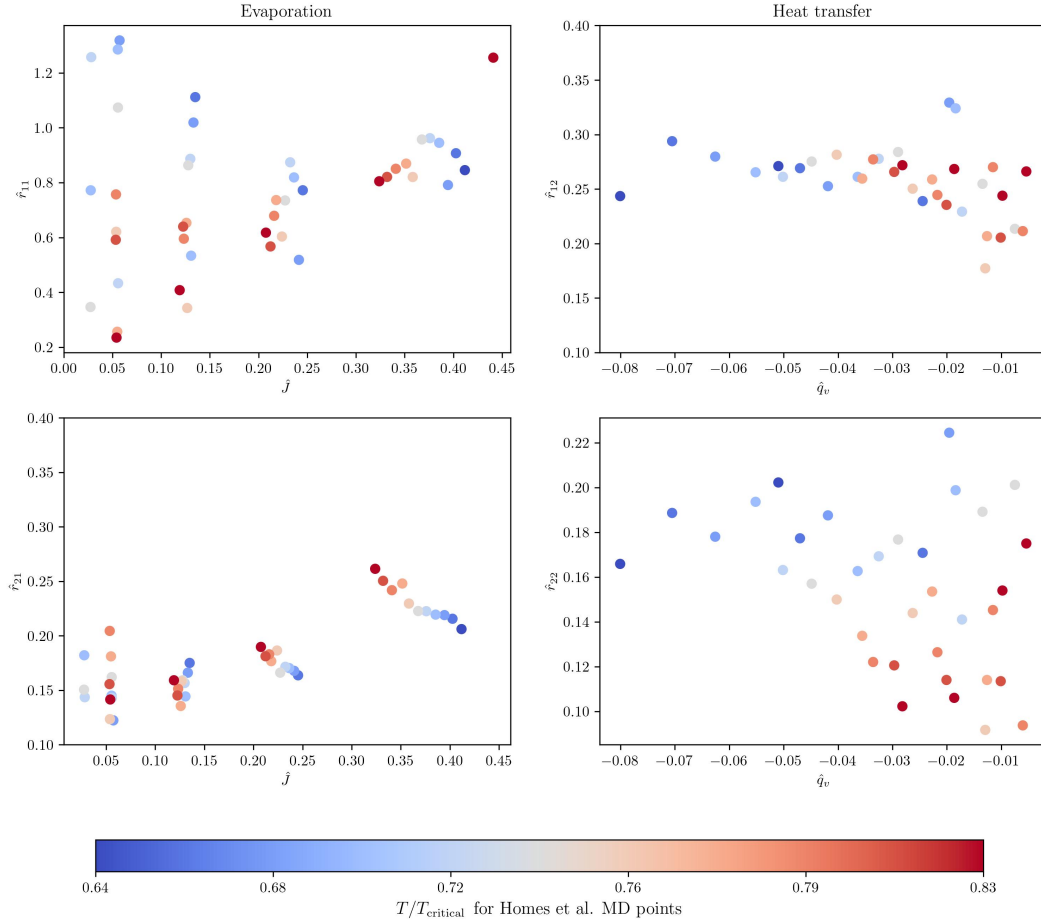 Evaporation
Heat transfer
1.2
1.0
0.8
0.6
0.4
0.2
r̂11
0.00 0.05 0.10 0.15 0.20 0.25 0.30 0.35 0.40 0.45
Ĵ
0.40
0.35
0.30
0.25
0.20
0.15
0.10
r̂12
−0.08 −0.07 −0.06 −0.05 −0.04 −0.03 −0.02 −0.01
q̂v
0.40
0.35
0.30
0.25
0.20
0.15
0.10
r̂21
0.05 0.10 0.15 0.20 0.25 0.30 0.35 0.40 0.45
Ĵ
0.22
0.20
0.18
0.16
0.14
0.12
0.10
r̂22
−0.08 −0.07 −0.06 −0.05 −0.04 −0.03 −0.02 −0.01
q̂v
0.64 0.68 0.72 0.76 0.79 0.83
T/Tcritical for Homes et al. MD points